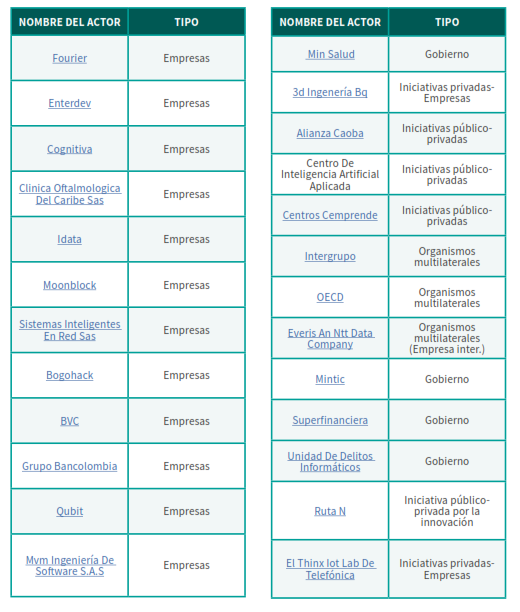 NOMBRE DEL ACTOR TIPO
Fourier Empresas
Enterdev Empresas
Cognitiva Empresas
Clinica Oftalmologica
Del Caribe Sas
Empresas
Idata Empresas
Moonblock Empresas
Sistemas Inteligentes
En Red Sas
Empresas
Bogohack Empresas
BVC Empresas
Grupo Bancolombia Empresas
Qubit Empresas
Mvm Ingeniería De
Software S.A.S
Empresas
NOMBRE DEL ACTOR TIPO
Min Salud Gobierno
3d Ingenería Bq
Iniciativas privadas-
Empresas
Alianza Caoba
Iniciativas público-
privadas
Centro De
Inteligencia Artificial
Aplicada
Iniciativas público-
privadas
Centros Cemprende
Iniciativas público-
privadas
Intergrupo
Organismos
multilaterales
OECD
Organismos
multilaterales
Everis An Ntt Data
Company
Organismos
multilaterales
(Empresa inter.)
Mintic Gobierno
Superfinanciera Gobierno
Unidad De Delitos
Informáticos
Gobierno
Ruta N
Iniciativa público-
privada por la
innovación
El Thinx Iot Lab De
Telefónica
Iniciativas privadas-
Empresas